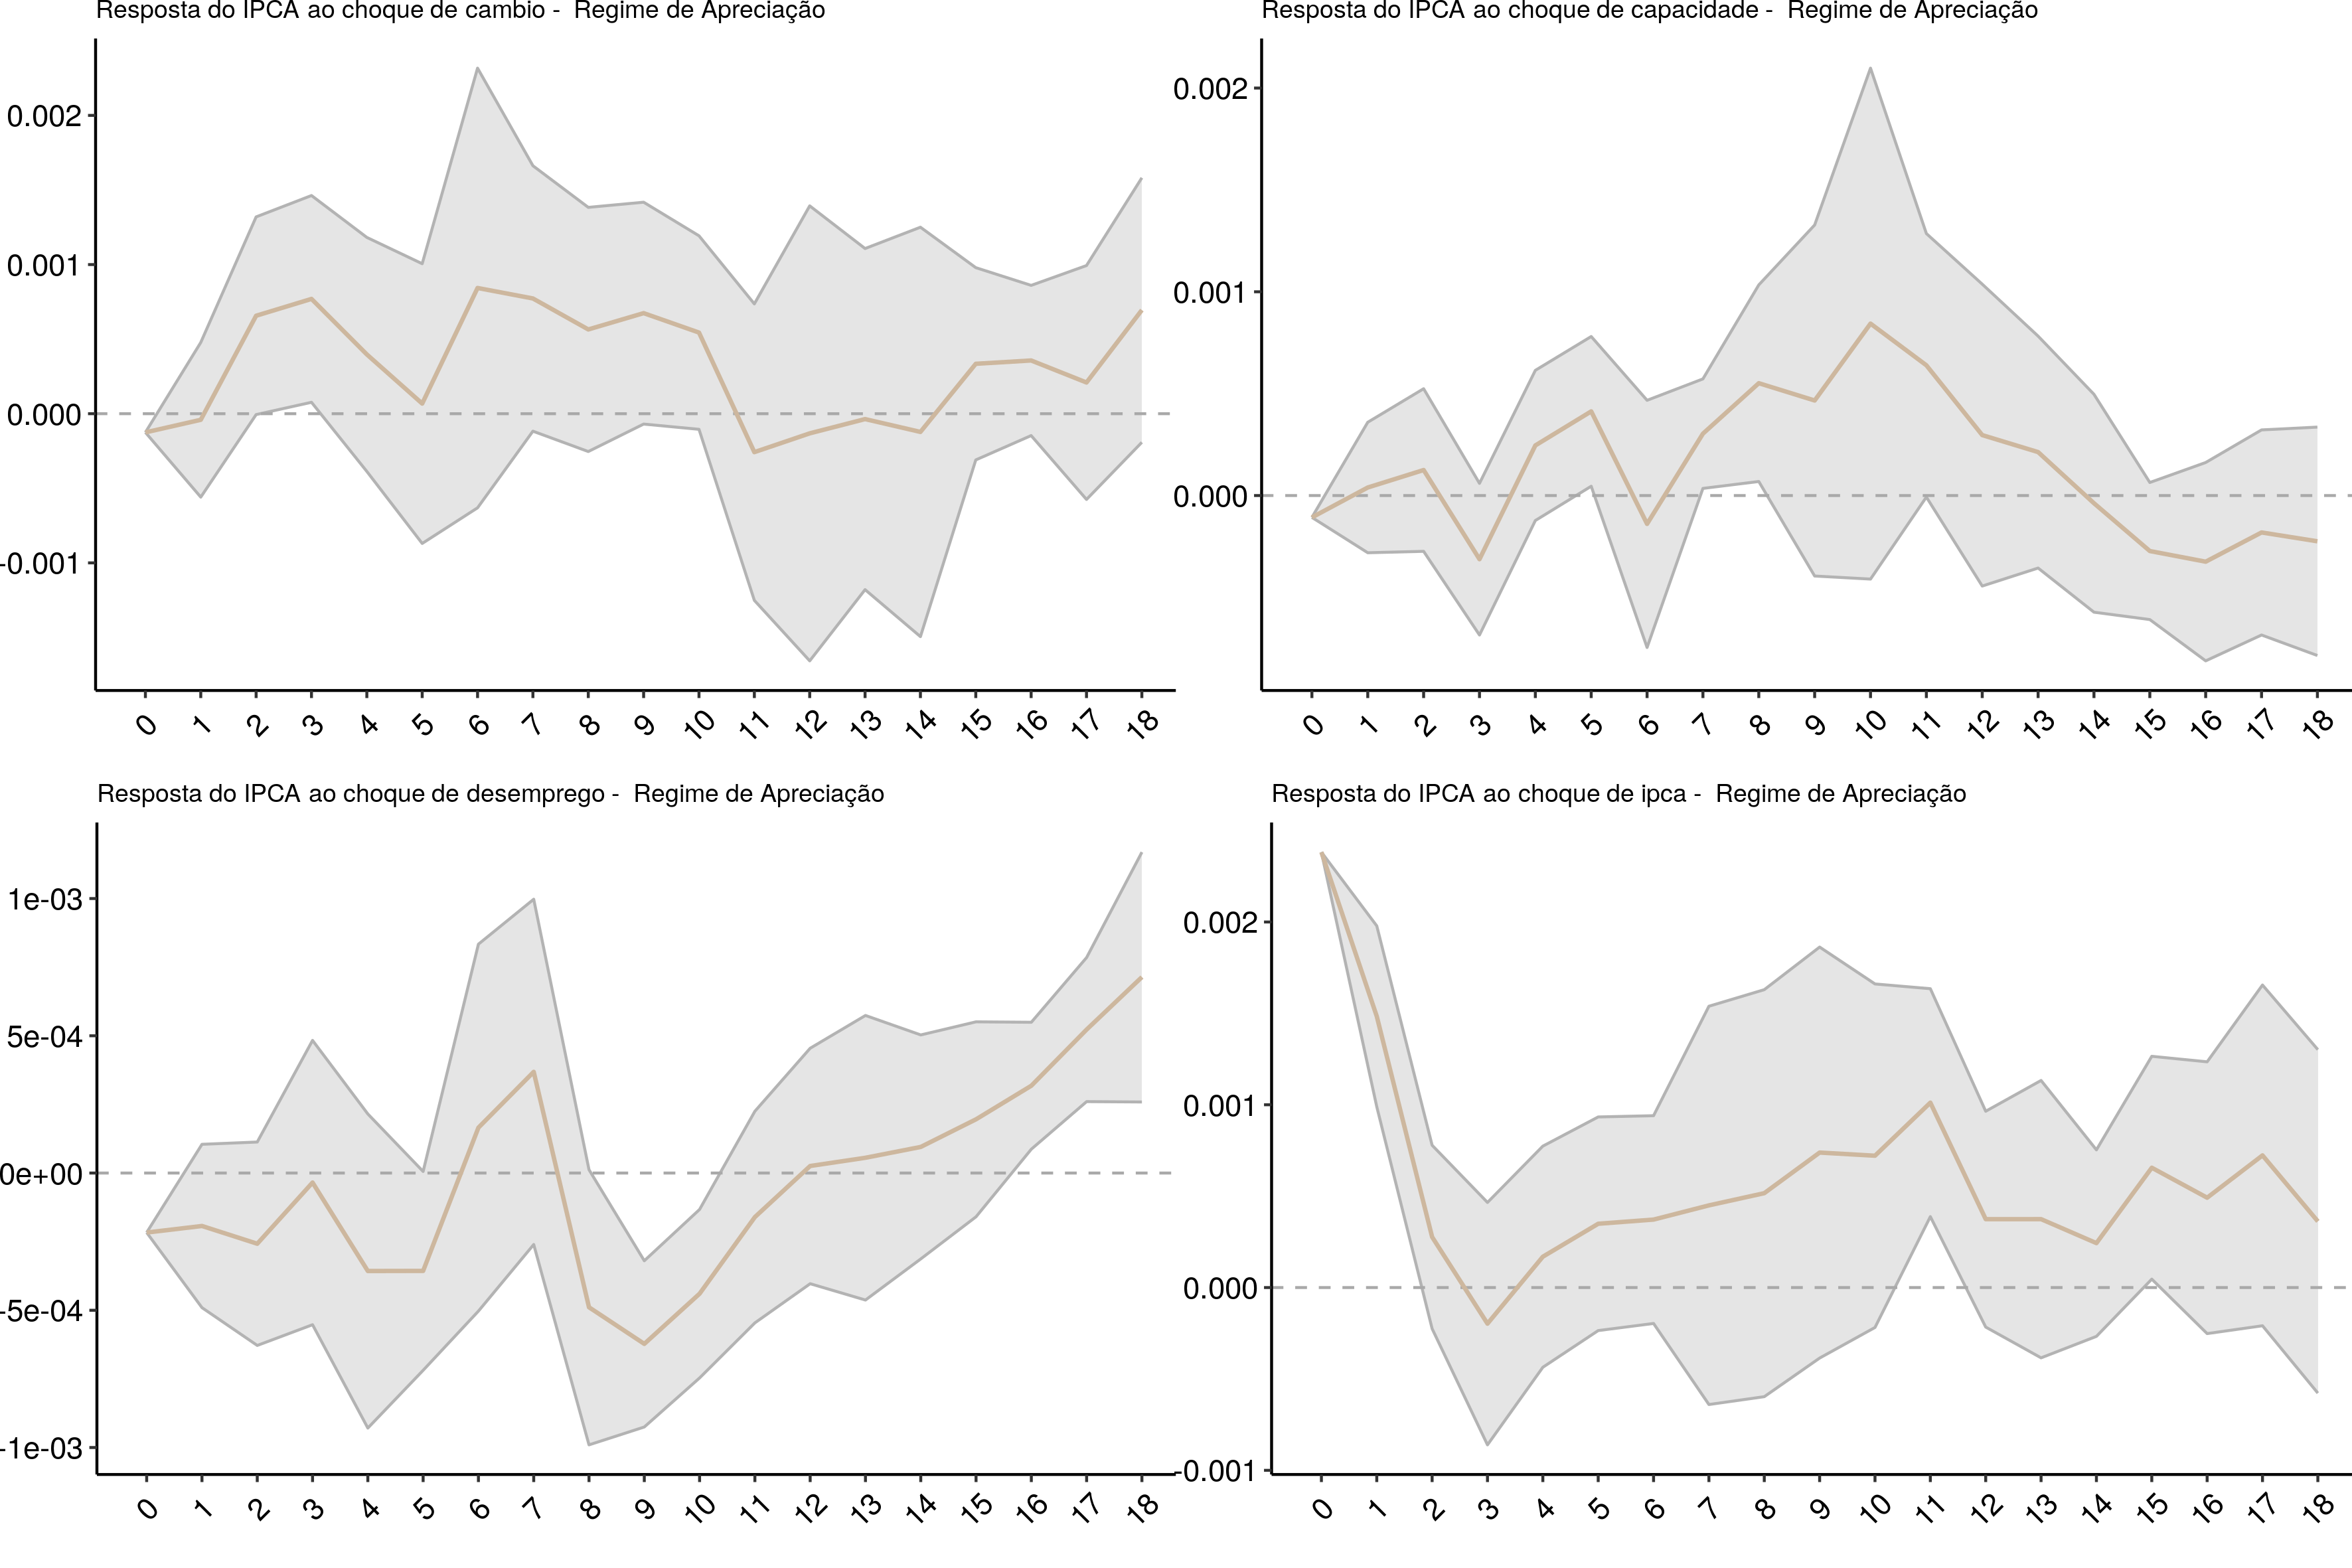 Resposta do IPCA ao choque de cambio -  Regime de Apreciação
0.002
0.001
0.000
-0.001
0 1 2 3 4 5 6 7 8 9 10 11 12 13 14 15 16 17 18
Resposta do IPCA ao choque de capacidade -  Regime de Apreciação
0.002
0.001
0.000
0 1 2 3 4 5 6 7 8 9 10 11 12 13 14 15 16 17 18
Resposta do IPCA ao choque de desemprego -  Regime de Apreciação
1e-03
5e-04
0e+00
-5e-04
-1e-03
0 1 2 3 4 5 6 7 8 9 10 11 12 13 14 15 16 17 18
Resposta do IPCA ao choque de ipca -  Regime de Apreciação
0.002
0.001
0.000
-0.001
0 1 2 3 4 5 6 7 8 9 10 11 12 13 14 15 16 17 18